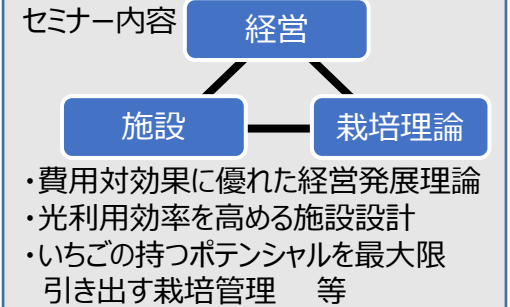 セミナー内容
経営
施設
栽培理論
・費用対効果に優れた経営発展理論
・光利用効率を高める施設設計
・いちごの持つポテンシャルを最大限
引き出す栽培管理　等